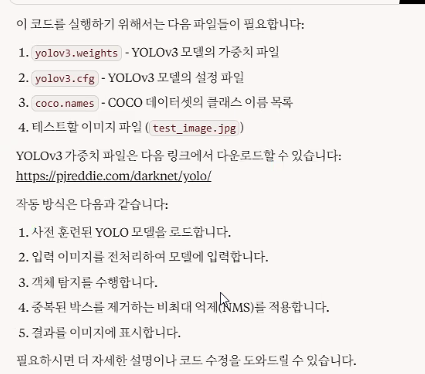 이 코드를 실행하기 위해서는 다음 파일들이 필요합니다:
1. yolov3.weights - YOLOv3 모델의 가중치 파일
2. yolov3.cfg - YOLOv3 모델의 설정 파일
3. coco.names - COCO 데이터셋의 클래스 이름 목록
4. 테스트할 이미지 파일 (test_image.jpg)
YOLOv3 가중치 파일은 다음 링크에서 다운로드할 수 있습니다:
https://pjreddie.com/darknet/yolo/
작동 방식은 다음과 같습니다:
1. 사전 훈련된 YOLO 모델을 로드합니다.
2. 입력 이미지를 전처리하여 모델에 입력합니다.
3. 객체 탐지를 수행합니다.
4. 중복된 박스를 제거하는 비최대 억제(NMS)를 적용합니다.
5. 결과를 이미지에 표시합니다.
필요하시면 더 자세한 설명이나 코드 수정을 도와드릴 수 있습니다.